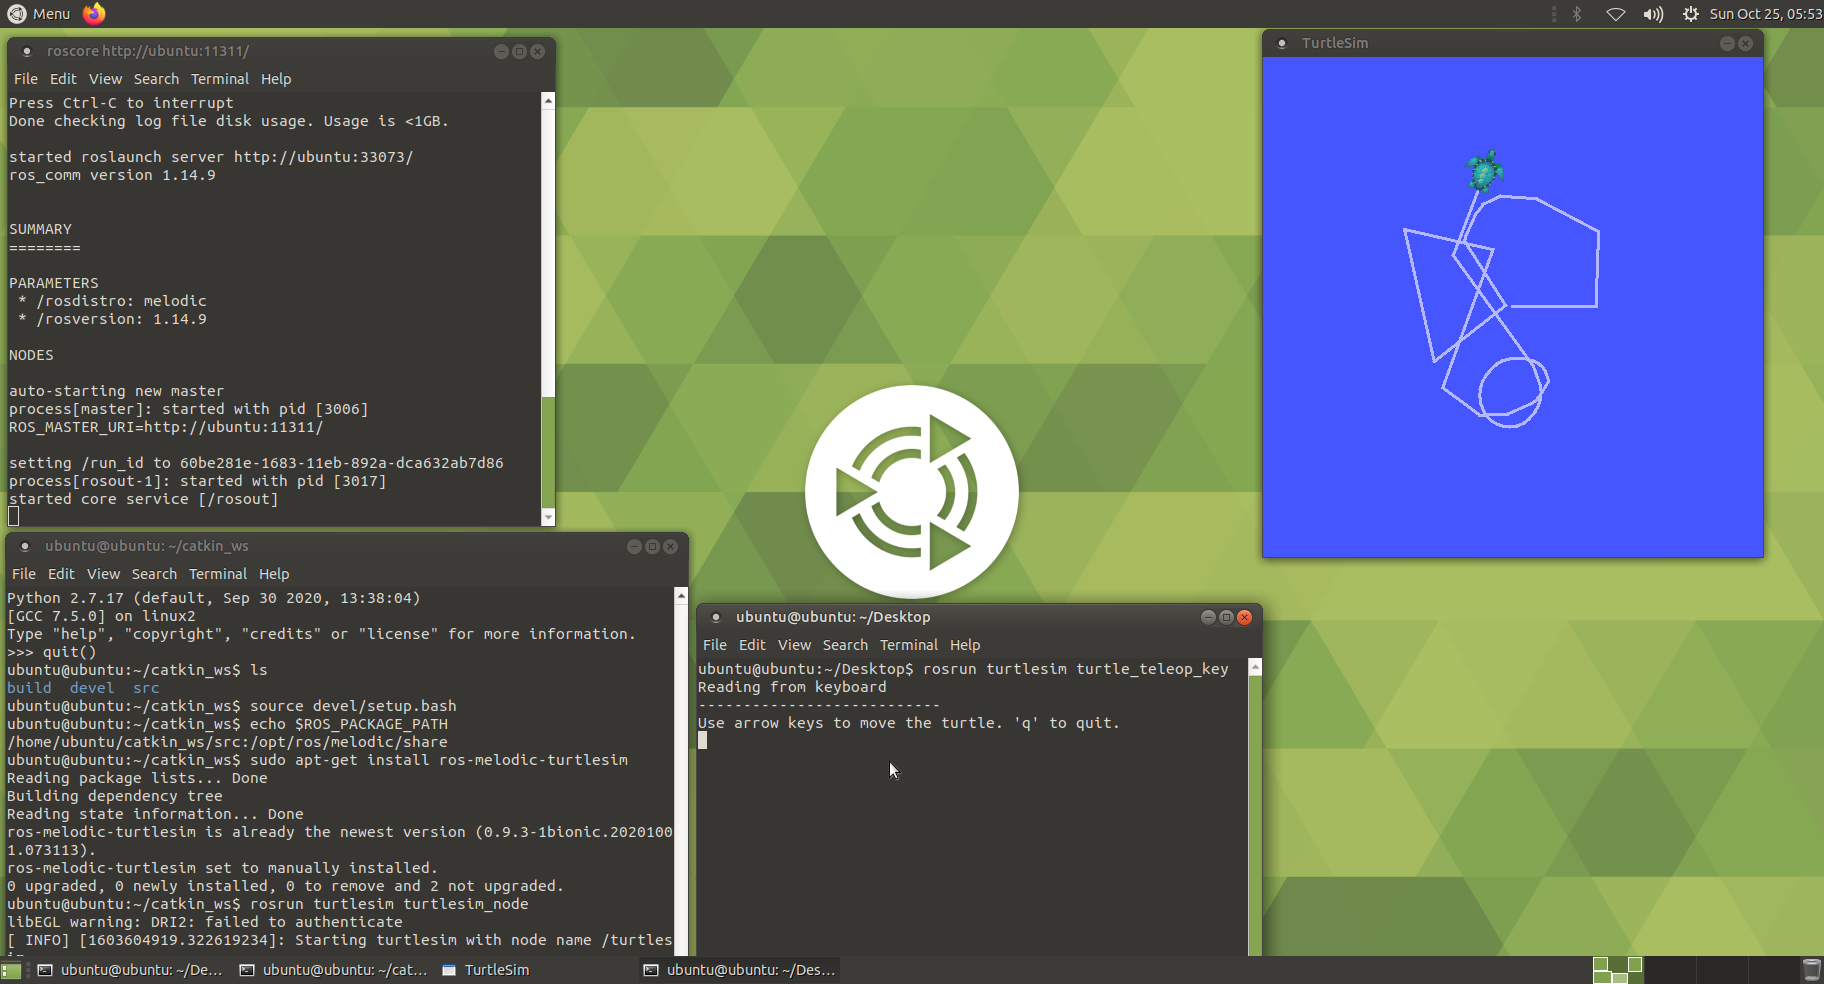 Menu
Sun Oct 25, 05:53
roscore http://ubuntu:11311/
File Edit View Search Terminal Help
Press Ctrl-C to interrupt
Done checking log file disk usage. Usage is <1GB.
started roslaunch server http://ubuntu:33073/
ros_comm version 1.14.9
SUMMARY
========
PARAMETERS
* /rosdistro: melodic
* /rosversion: 1.14.9
NODES
auto-starting new master
process[master]: started with pid [3006]
ROS_MASTER_URI=http://ubuntu:11311/
setting /run_id to 60be281e-1683-11eb-892a-dca632ab7d86
process[rosout-1]: started with pid [3017]
started core service [/rosout]
TurtleSim
ubuntu@ubuntu: ~/catkin_ws
File Edit View Search Terminal Help
Python 2.7.17 (default, Sep 30 2020, 13:38:04)
[GCC 7.5.0] on linux2
Type "help", "copyright", "credits" or "license" for more information.
>>> quit()
ubuntu@ubuntu:~/catkin_ws$ ls
build devel src
ubuntu@ubuntu:~/catkin_ws$ source devel/setup.bash
ubuntu@ubuntu:~/catkin_ws$ echo $ROS_PACKAGE_PATH
/home/ubuntu/catkin_ws/src:/opt/ros/melodic/share
ubuntu@ubuntu:~/catkin_ws$ sudo apt-get install ros-melodic-turtlesim
Reading package lists... Done
Building dependency tree
Reading state information... Done
ros-melodic-turtlesim is already the newest version (0.9.3-1bionic.2020100
1.073113).
ros-melodic-turtlesim set to manually installed.
0 upgraded, 0 newly installed, 0 to remove and 2 not upgraded.
ubuntu@ubuntu:~/catkin_ws$ rosrun turtlesim turtlesim_node
libEGL warning: DRI2: failed to authenticate
[ INFO] [1603604919.322619234]: Starting turtlesim with node name /turtles
ubuntu@ubuntu: ~/Desktop
File Edit View Search Terminal Help
ubuntu@ubuntu:~/Desktop$ rosrun turtlesim turtle_teleop_key
Reading from keyboard
---------------------------
Use arrow keys to move the turtle. 'q' to quit.
ubuntu@ubuntu: ~/De...
ubuntu@ubuntu: ~/cat...
TurtleSim
ubuntu@ubuntu: ~/Des...